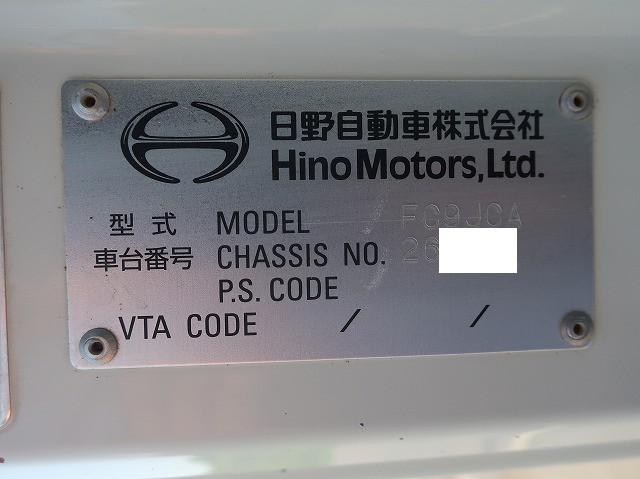 日野自動車株式会社
Hino Motors, Ltd.
型式 MODEL FC9JCA
車台番号 CHASSIS NO. 26
P.S. CODE
VTA CODE / /